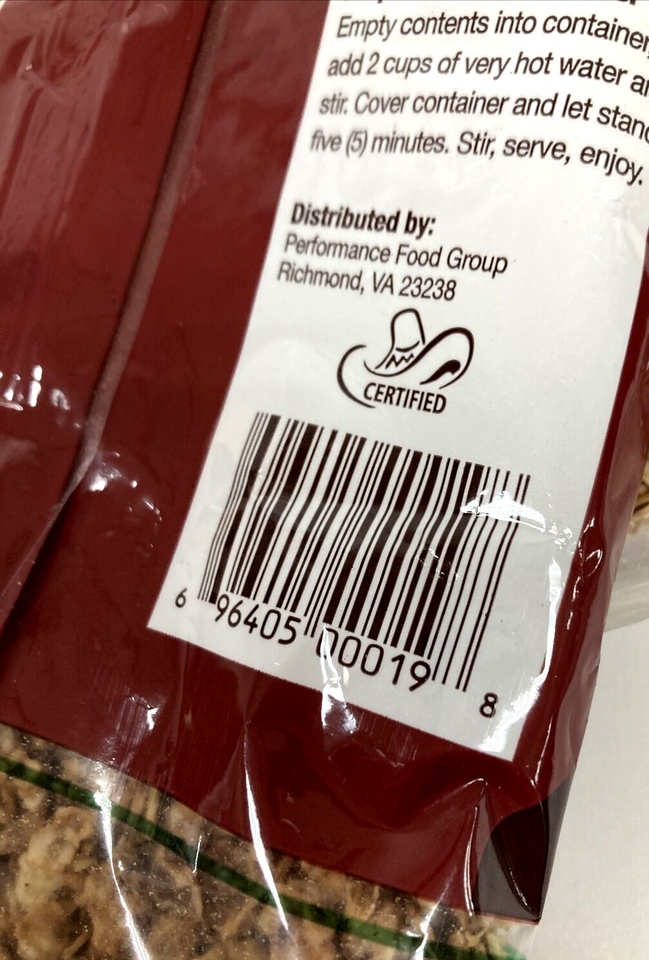 Empty contents into container,
add 2 cups of very hot water
stir. Cover container and let stand
five (5) minutes. Stir, serve, enjoy.
Distributed by:
Performance Food Group
Richmond, VA 23238
CERTIFIED
6 96405 00019 8